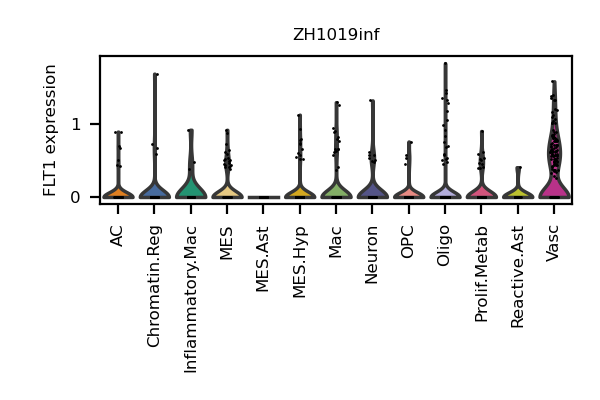 ZH1019inf
FLT1 expression
1
0
AC
Chromatin.Reg
Inflammatory.Mac
MES
MES.Ast
MES.Hyp
Mac
Neuron
OPC
Oligo
Prolif.Metab
Reactive.Ast
Vasc